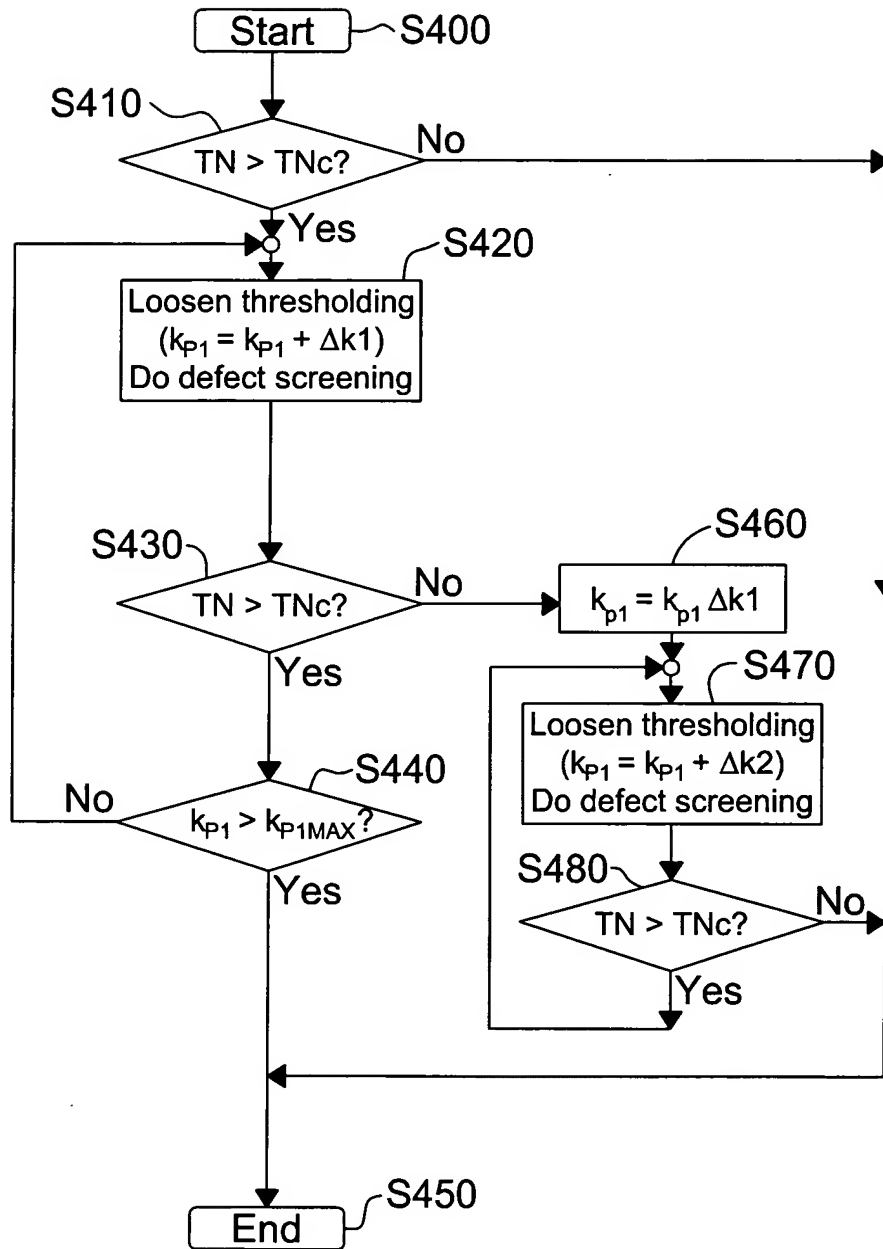 Start
S400
S410
TN > TNc?
No
Yes
S420
Loosen thresholding
(kP1 = kP1 + Δk1)
Do defect screening
S430
TN > TNc?
No
Yes
S460
kp1 = kp1 Δk1
S470
Loosen thresholding
(kP1 = kP1 + Δk2)
Do defect screening
S440
kP1 > kP1MAX?
No
Yes
S480
TN > TNc?
No
Yes
S450
End